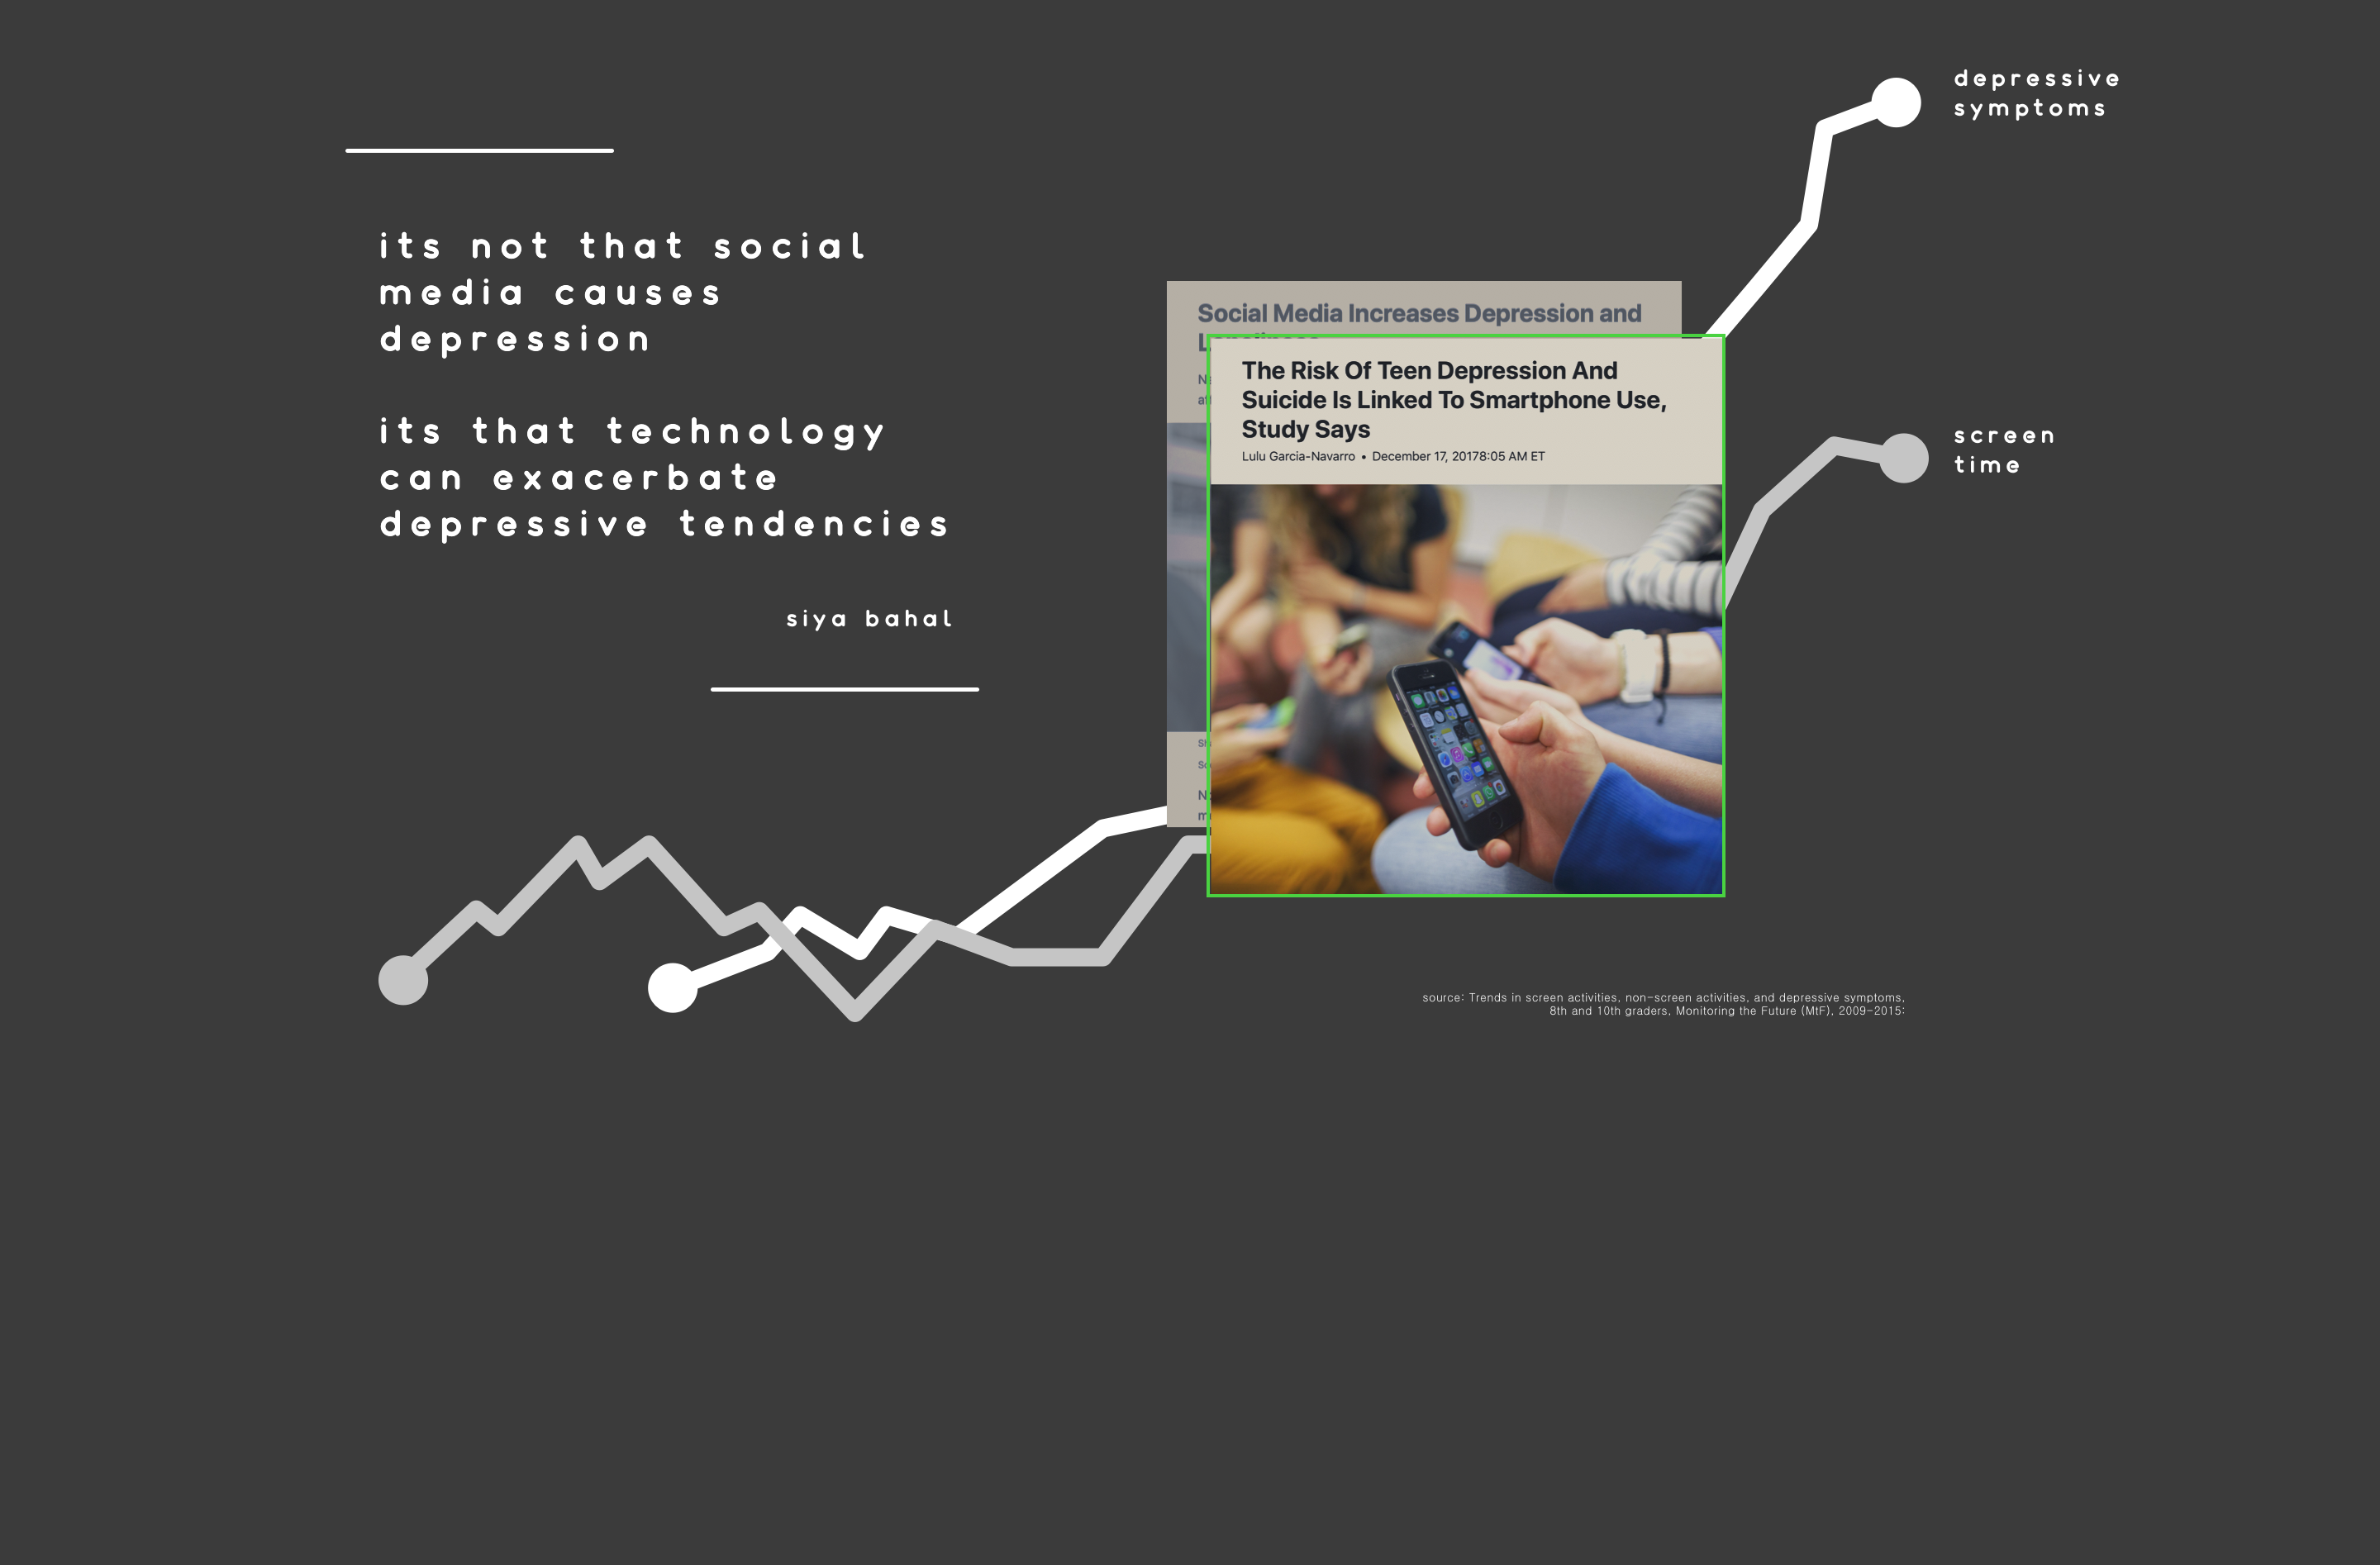 its not that social
media causes
depression
its that technology
can exacerbate
depressive tendencies
siya bahal
Social Media Increases Depression and
The Risk Of Teen Depression And
Suicide Is Linked To Smartphone Use,
Study Says
Lulu Garcia-Navarro • December 17, 20178:05 AM ET
depressive
symptoms
screen
time
source: Trends in screen activities, non-screen activities, and depressive symptoms,
8th and 10th graders, Monitoring the Future (MtF), 2009-2015: